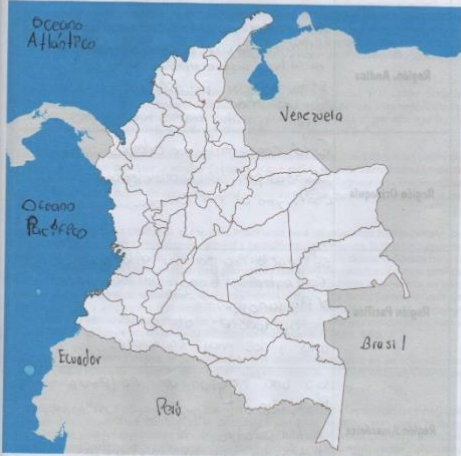 Oceano
Atlántico
Venezuela
Oceano
Pacífico
Brasil
Ecuador
Perú